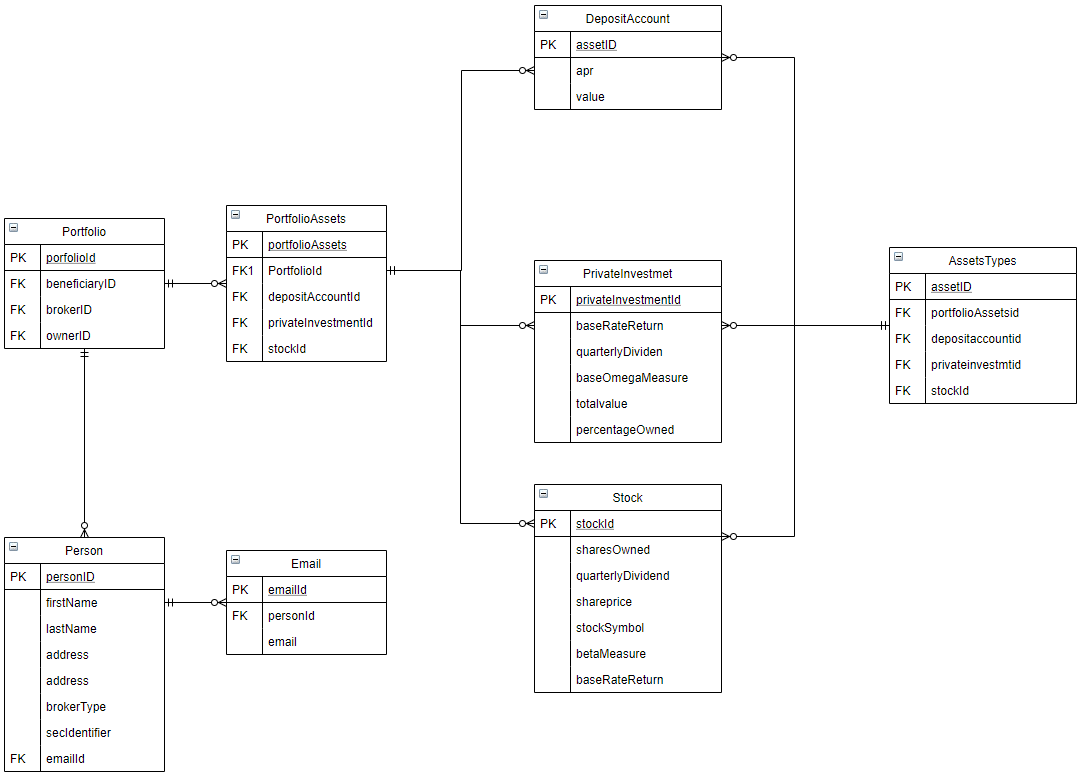 DepositAccount
PK assetID
apr
value
Portfolio
PK porfolioId
FK beneficiaryID
FK brokerID
FK ownerID
PortfolioAssets
PK portfolioAssets
FK1 PortfolioId
FK depositAccountId
FK privateInvestmentId
FK stockId
PrivateInvestmet
PK privateInvestmentId
baseRateReturn
quarterlyDividen
baseOmegaMeasure
totalvalue
percentageOwned
AssetsTypes
PK assetID
FK portfolioAssetsid
FK depositaccountid
FK privateinvestmtid
FK stockId
Stock
PK stockId
sharesOwned
quarterlyDividend
shareprice
stockSymbol
betaMeasure
baseRateReturn
Person
PK personID
firstName
lastName
address
address
brokerType
secIdentifier
FK emailId
Email
PK emailId
FK personId
email